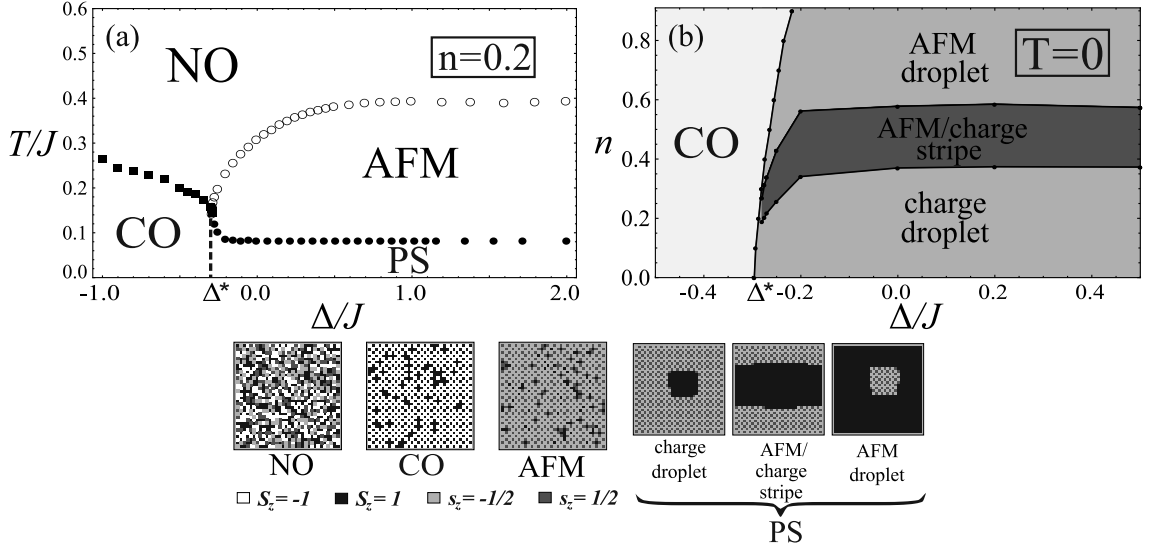 (a)
NO
n=0.2
T/J
0.6
0.4
0.3
0.2
0.1
0.0
AFM
CO
PS
-1.0
Δ*
0.0
1.0
2.0
Δ/J
(b)
AFM
droplet
T=0
CO
n
0.8
0.6
0.4
0.2
0.0
AFM/charge
stripe
charge
droplet
-0.4
Δ*
-0.2
0.0
0.2
0.4
Δ/J
NO
CO
AFM
charge
droplet
AFM/
charge
stripe
AFM
droplet
PS
S_z= -1
S_z= 1
s_z= -1/2
s_z= 1/2